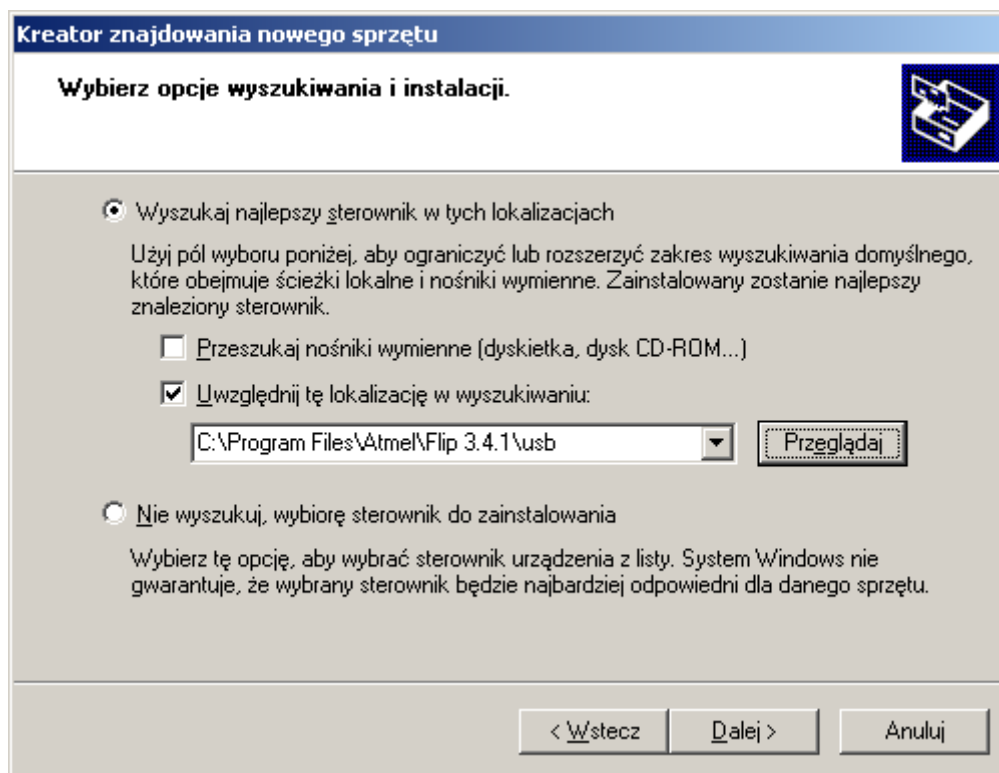 Kreator znajdowania nowego sprzętu
Wybierz opcje wyszukiwania i instalacji.
Wyszukaj najlepszy sterownik w tych lokalizacjach
Użyj pól wyboru poniżej, aby ograniczyć lub rozszerzyć zakres wyszukiwania domyślnego,
które obejmuje ścieżki lokalne i nośniki wymienne. Zainstalowany zostanie najlepszy
znaleziony sterownik.
Przeszukaj nośniki wymienne (dyskietka, dysk CD-ROM...)
Uwzględnij tę lokalizację w wyszukiwaniu:
C:\Program Files\Atmel\Flip 3.4.1\usb
Przeglądaj
Nie wyszukuj, wybiorę sterownik do zainstalowania
Wybierz tę opcję, aby wybrać sterownik urządzenia z listy. System Windows nie
gwarantuje, że wybrany sterownik będzie najbardziej odpowiedni dla danego sprzętu.
< Wstecz
Dalej >
Anuluj